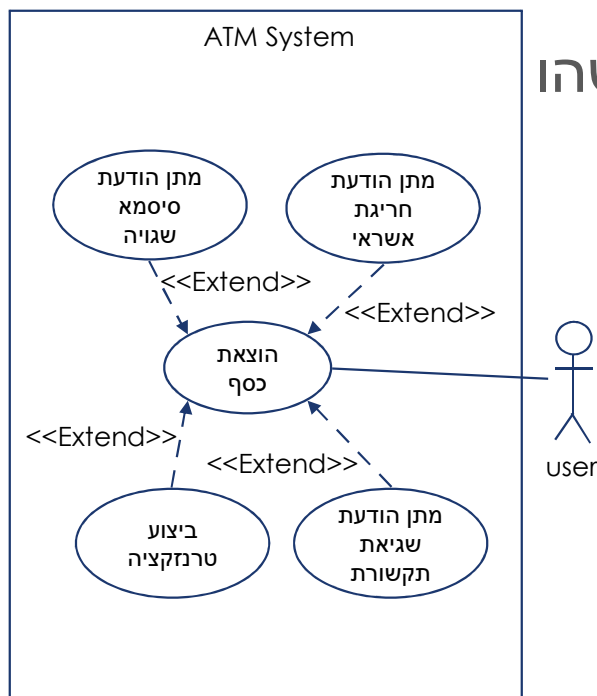 ATM System
מתן הודעת
סיסמא
שגויה
מתן הודעת
חריגת
אשראי
<<Extend>>
<<Extend>>
הוצאת
כסף
<<Extend>>
<<Extend>>
ביצוע
טרנזקציה
מתן הודעת
שגיאת
תקשורת
user